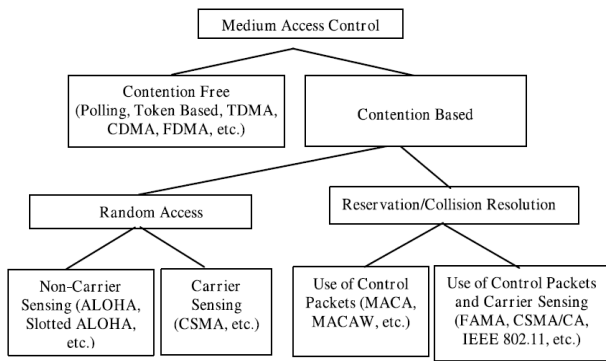 Medium Access Control
Contention Free
(Polling, Token Based, TDMA,
CDMA, FDMA, etc.)
Contention Based
Random Access
Reservation/Collision Resolution
Non-Carrier
Sensing (ALOHA,
Slotted ALOHA,
etc.)
Carrier
Sensing
(CSMA, etc.)
Use of Control
Packets (MACA,
MACAW, etc.)
Use of Control Packets
and Carrier Sensing
(FAMA, CSMA/CA,
IEEE 802.11, etc.)